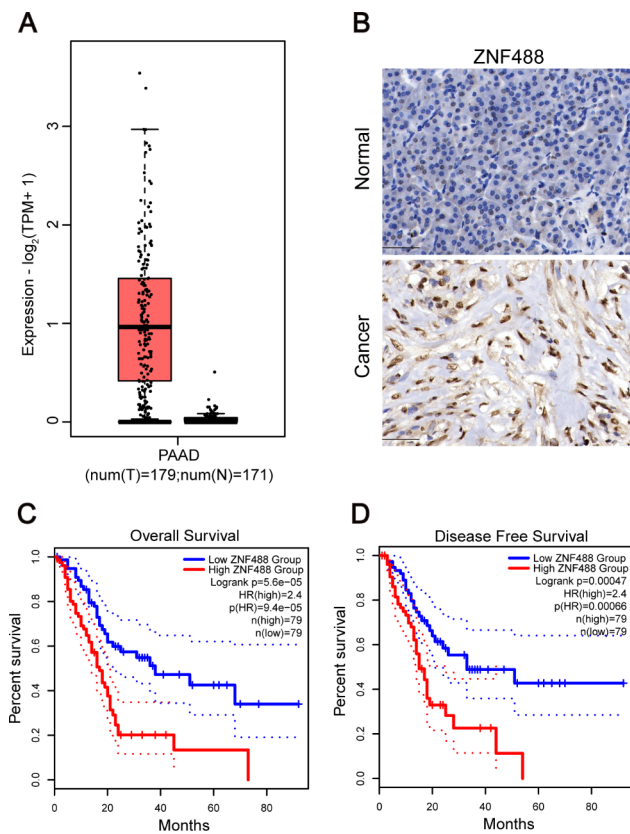 A
Expression - log2(TPM+ 1)
3
2
1
0
PAAD
(num(T)=179;num(N)=171)
B
ZNF488
Normal
Cancer
C
Overall Survival
Low ZNF488 Group
High ZNF488 Group
Logrank p=5.6e-05
HR(high)=2.4
p(HR)=9.4e-05
n(high)=79
n(low)=79
Percent survival
1.0
0.8
0.6
0.4
0.2
0.0
0 20 40 60 80
Months
D
Disease Free Survival
Low ZNF488 Group
High ZNF488 Group
Logrank p=0.00047
HR(high)=2.4
p(HR)=0.00066
n(high)=79
n(low)=79
Percent survival
1.0
0.8
0.6
0.4
0.2
0.0
0 20 40 60 80
Months